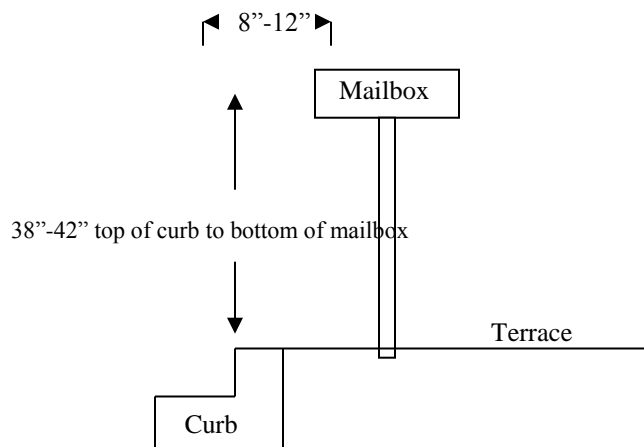 8”-12”
Mailbox
38”-42” top of curb to bottom of mailbox
Terrace
Curb